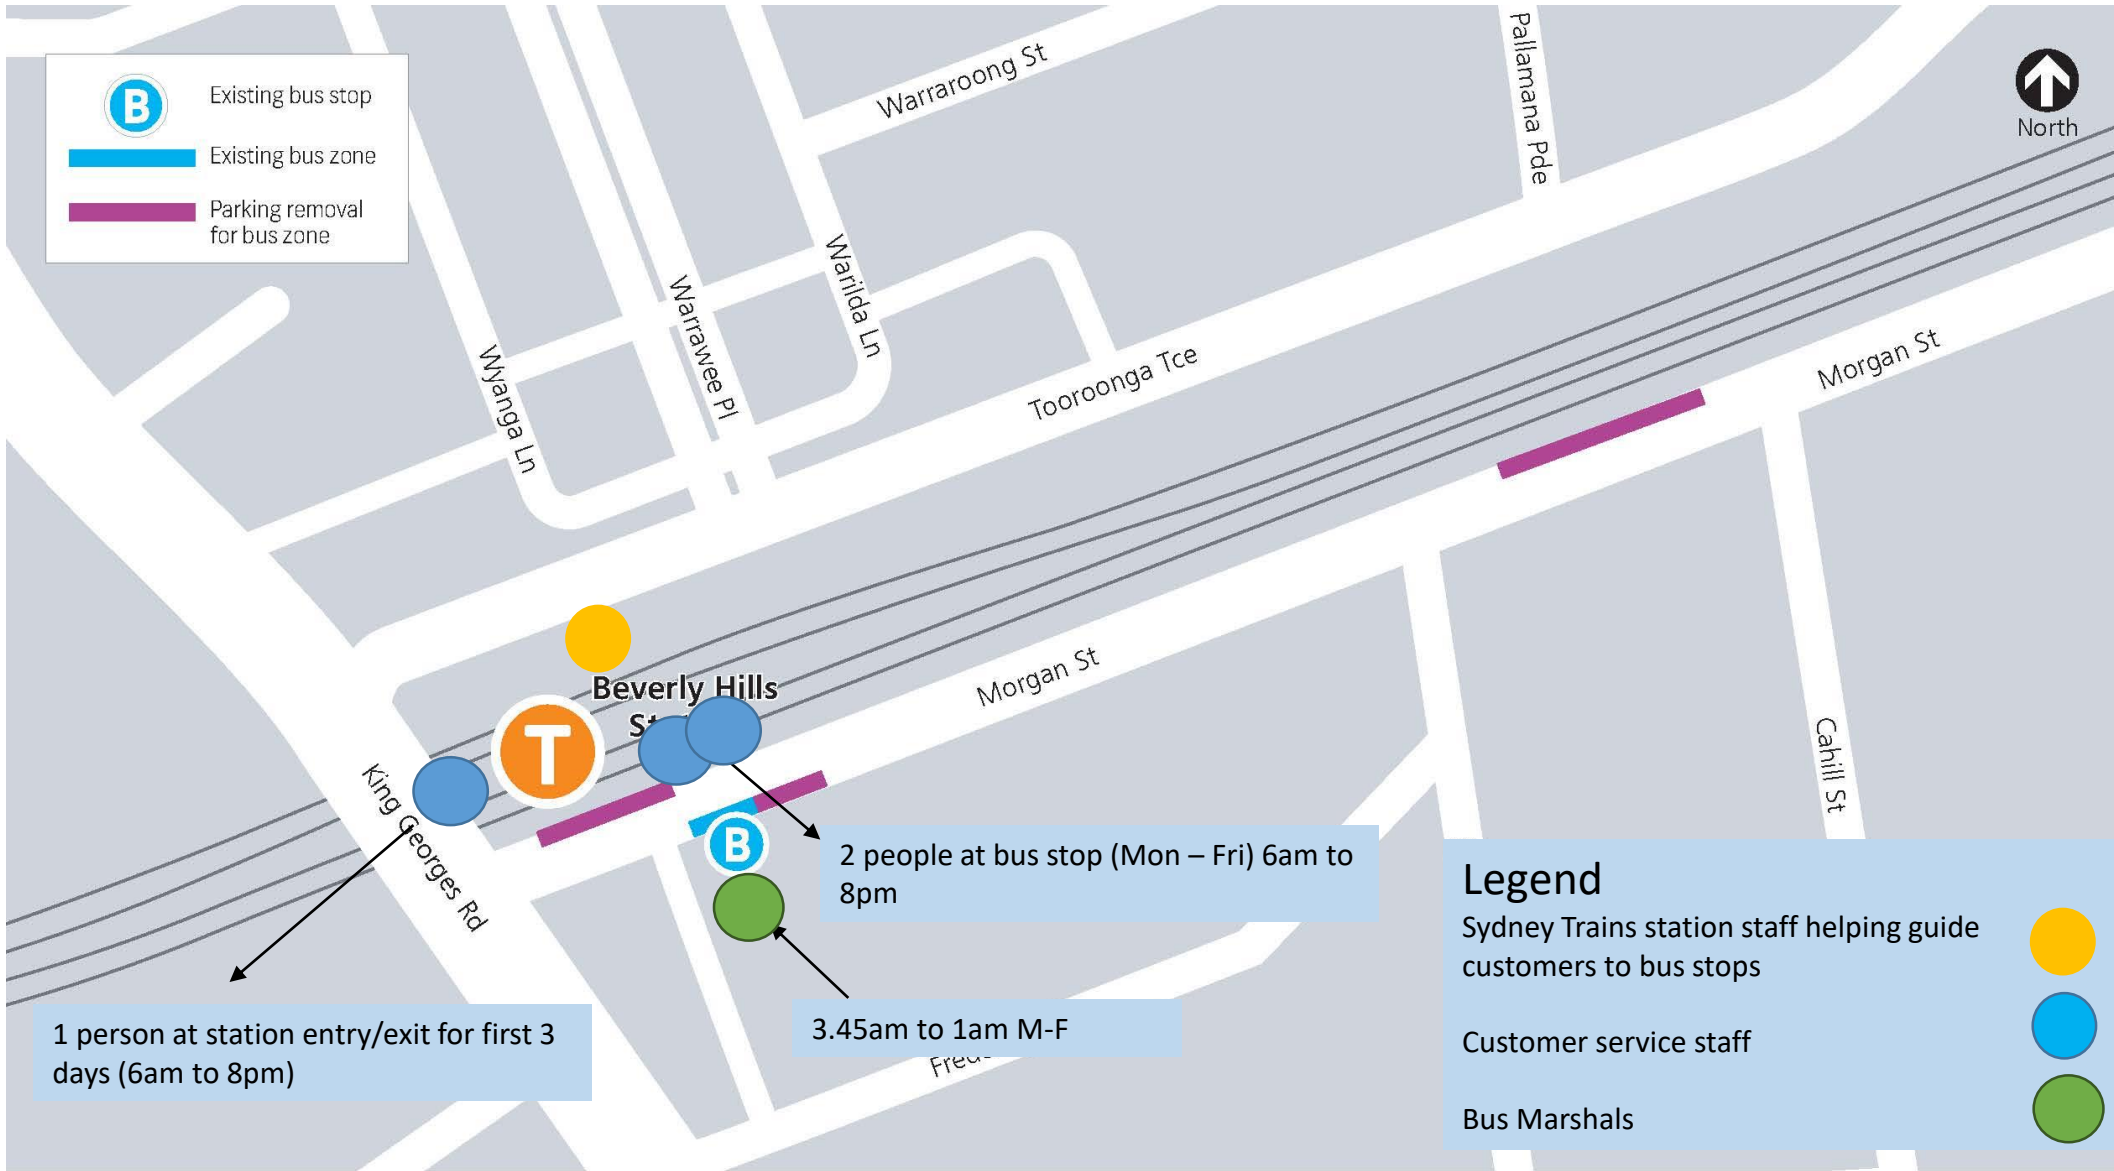 B
Existing bus stop
Existing bus zone
Parking removal
for bus zone
Warraroong St
Pallamana Pde
North
Warilda Ln
Warrawee Pl
Wyanga Ln
Tooroonga Tce
Morgan St
Beverly Hills
T
Morgan St
King Georges Rd
Cahill St
B
2 people at bus stop (Mon – Fri) 6am to
8pm
1 person at station entry/exit for first 3
days (6am to 8pm)
3.45am to 1am M-F
Legend
Sydney Trains station staff helping guide
customers to bus stops
Customer service staff
Bus Marshals